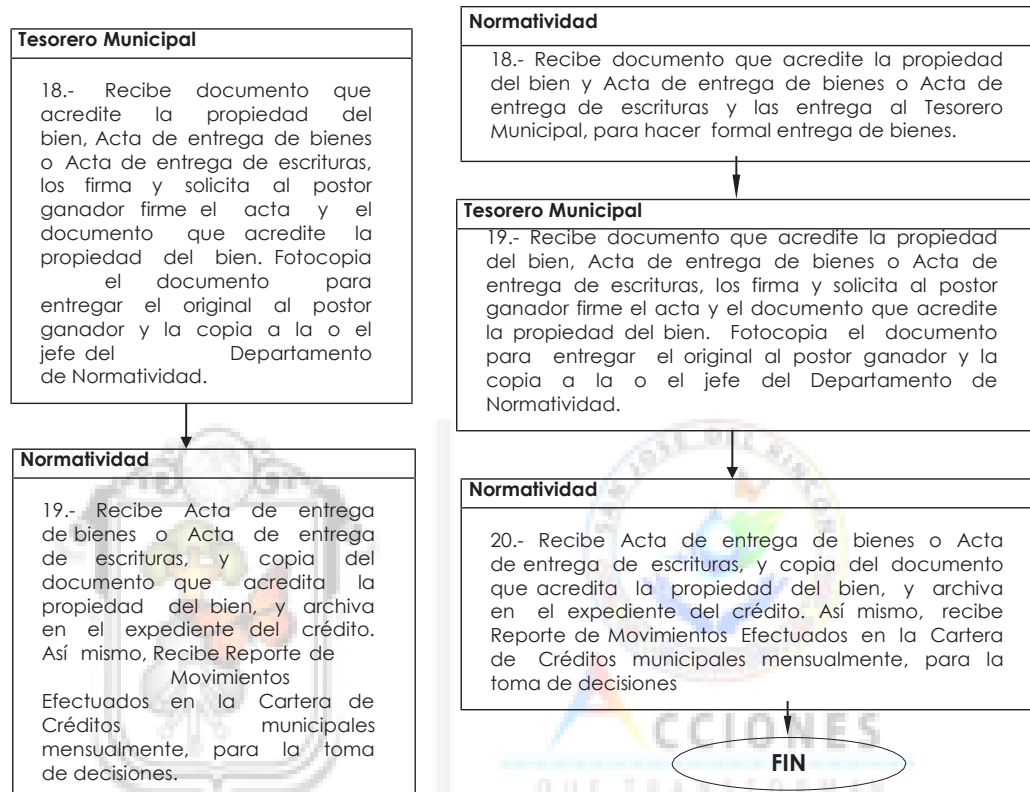 Tesorero Municipal
18.- Recibe documento que
acredite la propiedad del
bien, Acta de entrega de bienes
o Acta de entrega de escrituras,
los firma y solicita al postor
ganador firme el acta y el
documento que acredite la
propiedad del bien. Fotocopia
el documento para
entregar el original al postor
ganador y la copia a la o el
jefe del Departamento
de Normatividad.
Normatividad
19.- Recibe Acta de entrega
de bienes o Acta de entrega
de escrituras, y copia del
documento que acredita la
propiedad del bien, y archiva
en el expediente del crédito.
Así mismo, Recibe Reporte de
Movimientos
Efectuados en la Cartera de
Créditos municipales
mensualmente, para la toma
de decisiones.
Normatividad
18.- Recibe documento que acredite la propiedad
del bien y Acta de entrega de bienes o Acta de
entrega de escrituras y las entrega al Tesorero
Municipal, para hacer formal entrega de bienes.
Tesorero Municipal
19.- Recibe documento que acredite la propiedad
del bien, Acta de entrega de bienes o Acta de
entrega de escrituras, los firma y solicita al postor
ganador firme el acta y el documento que acredite
la propiedad del bien. Fotocopia el documento
para entregar el original al postor ganador y la
copia a la o el jefe del Departamento de
Normatividad.
SAN JOSE DEL RINCON
Normatividad
20.- Recibe Acta de entrega de bienes o Acta
de entrega de escrituras, y copia del documento
que acredita la propiedad del bien, y archiva
en el expediente del crédito. Así mismo, recibe
Reporte de Movimientos Efectuados en la Cartera
de Créditos municipales mensualmente, para la
toma de decisiones
ACCIONES
FIN
QUE TRANSFORMAN